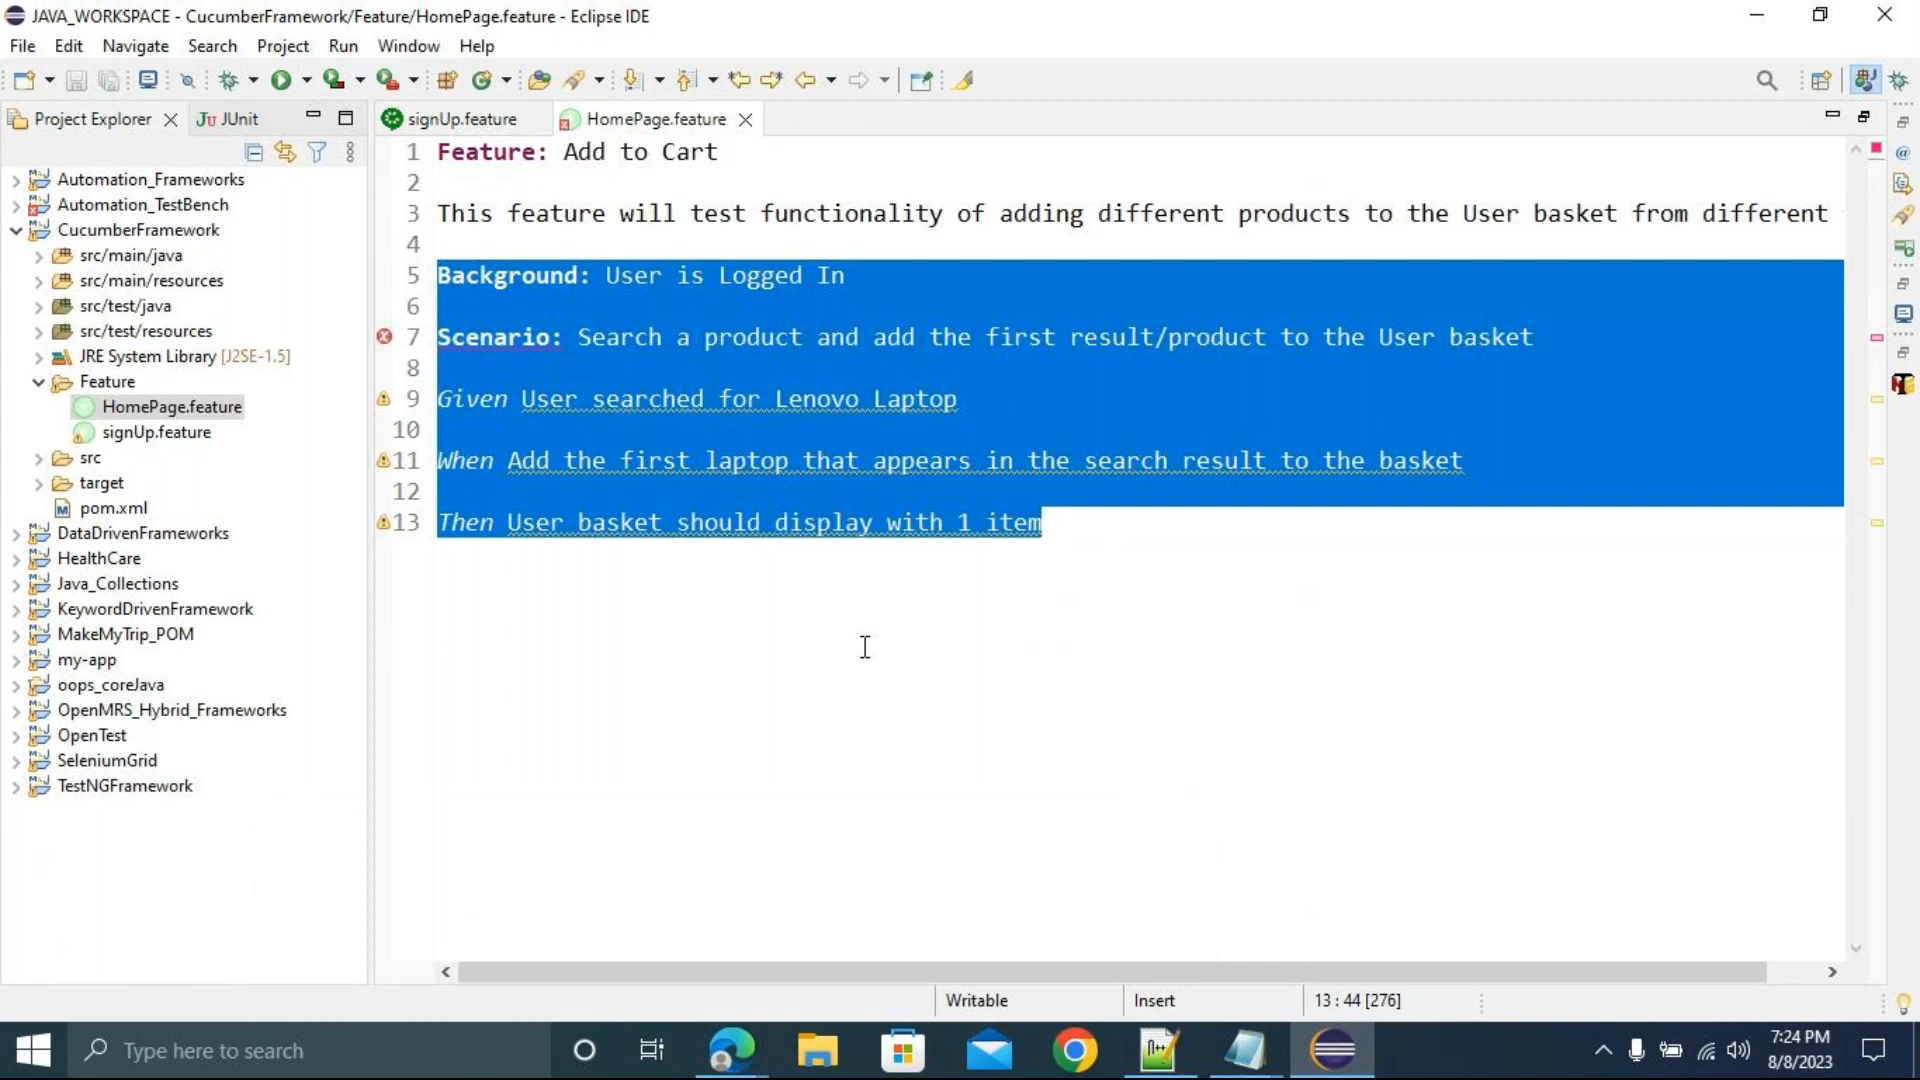 JAVA_WORKSPACE - CucumberFramework/Feature/HomePage.feature - Eclipse IDE
File Edit Navigate Search Project Run Window Help
Project Explorer JUnit
signUp.feature HomePage.feature
Automation_Frameworks
Automation_TestBench
CucumberFramework
src/main/java
src/main/resources
src/test/java
src/test/resources
JRE System Library [J2SE-1.5]
Feature
HomePage.feature
signUp.feature
src
target
pom.xml
DataDrivenFrameworks
HealthCare
Java_Collections
KeywordDrivenFramework
MakeMyTrip_POM
my-app
oops_coreJava
OpenMRS_Hybrid_Frameworks
OpenTest
SeleniumGrid
TestNGFramework
1 Feature: Add to Cart
2
3 This feature will test functionality of adding different products to the User basket from different
4
5 Background: User is Logged In
6
7 Scenario: Search a product and add the first result/product to the User basket
8
9 Given User searched for Lenovo Laptop
10
11 When Add the first laptop that appears in the search result to the basket
12
13 Then User basket should display with 1 item
Writable Insert 13 : 44 [276]
Type here to search
7:24 PM
8/8/2023